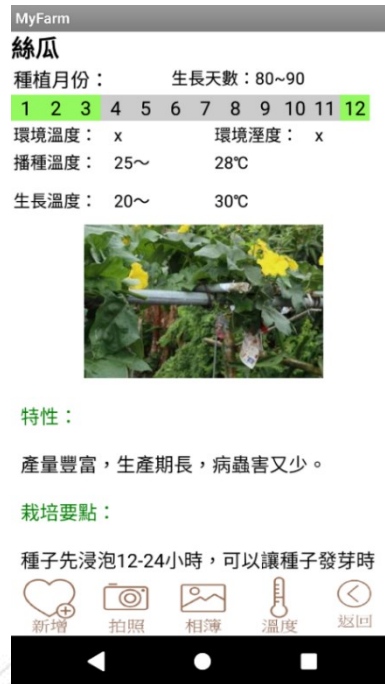 MyFarm
絲瓜
種植月份： 生長天數：80~90
1 2 3 4 5 6 7 8 9 10 11 12
環境溫度： x 環境溼度： x
播種溫度： 25～ 28℃
生長溫度： 20～ 30℃
特性：
產量豐富，生產期長，病蟲害又少。
栽培要點：
種子先浸泡12-24小時，可以讓種子發芽時
新增 拍照 相簿 溫度 返回